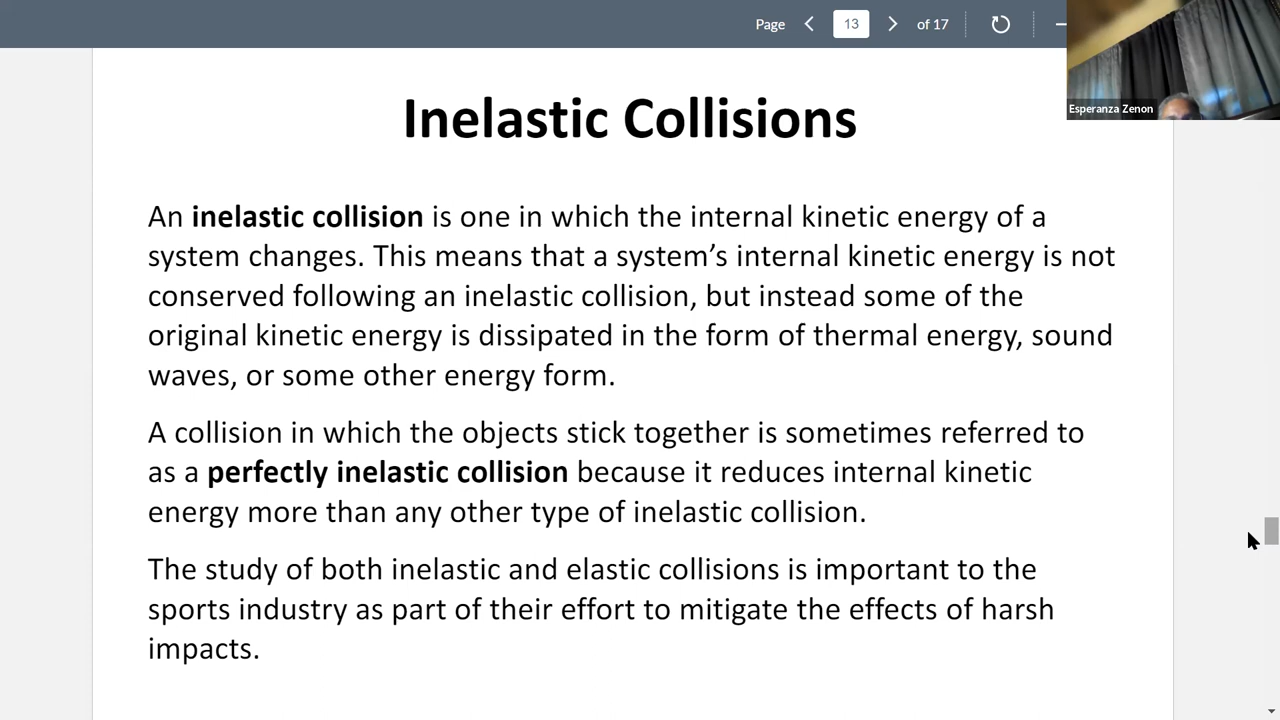 Page 13 of 17
Esperanza Zenon
Inelastic Collisions
An inelastic collision is one in which the internal kinetic energy of a
system changes. This means that a system’s internal kinetic energy is not
conserved following an inelastic collision, but instead some of the
original kinetic energy is dissipated in the form of thermal energy, sound
waves, or some other energy form.
A collision in which the objects stick together is sometimes referred to
as a perfectly inelastic collision because it reduces internal kinetic
energy more than any other type of inelastic collision.
The study of both inelastic and elastic collisions is important to the
sports industry as part of their effort to mitigate the effects of harsh
impacts.